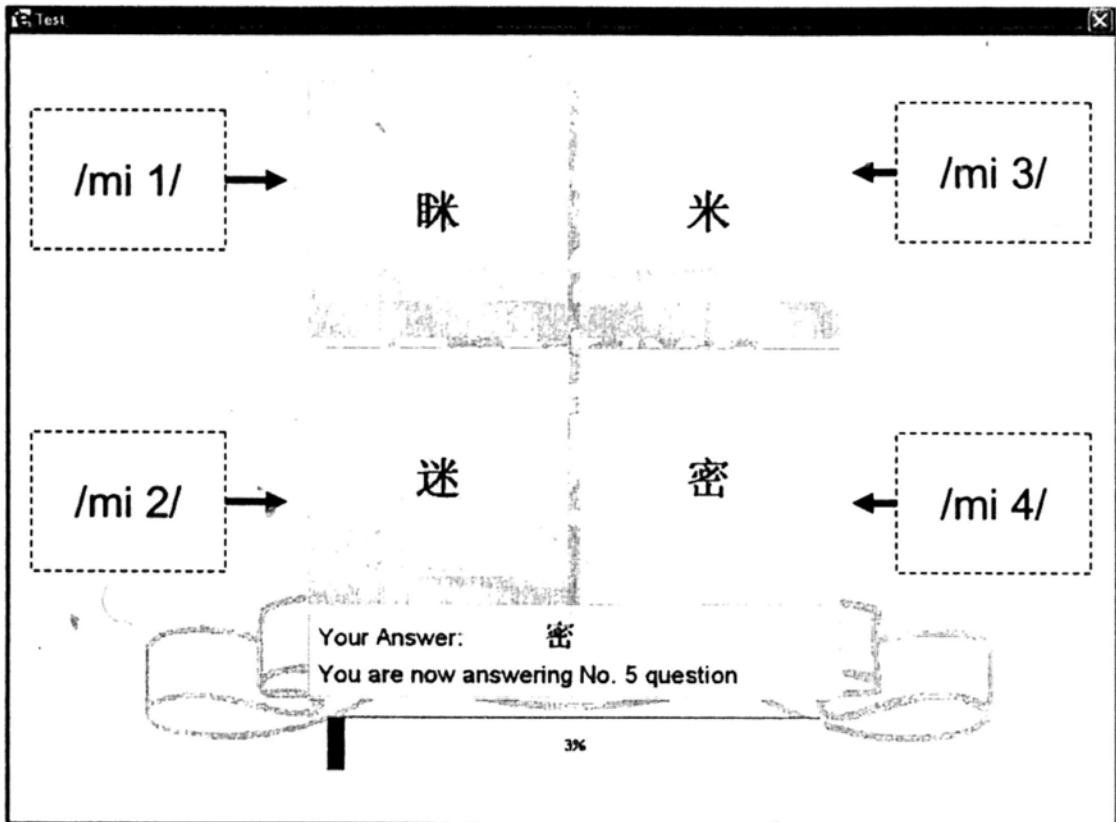 Test
/mi 1/
眯
米
/mi 3/
/mi 2/
迷
密
/mi 4/
Your Answer: 密
You are now answering No. 5 question
3%